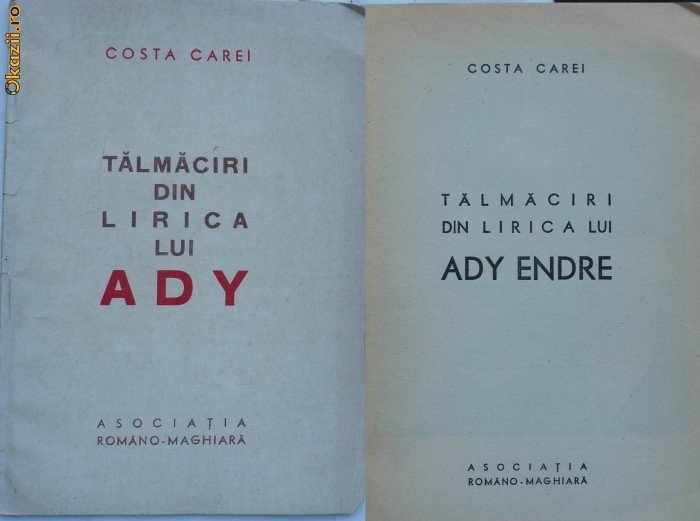 Okazii.ro
COSTA CAREI
TĂLMĂCIRI
DIN
LIRICA
LUI
ADY
ASOCIAȚIA
ROMÂNO-MAGHIARĂ
COSTA CAREI
TĂLMĂCIRI
DIN LIRICA LUI
ADY ENDRE
ASOCIAȚIA
ROMÂNO-MAGHIARĂ